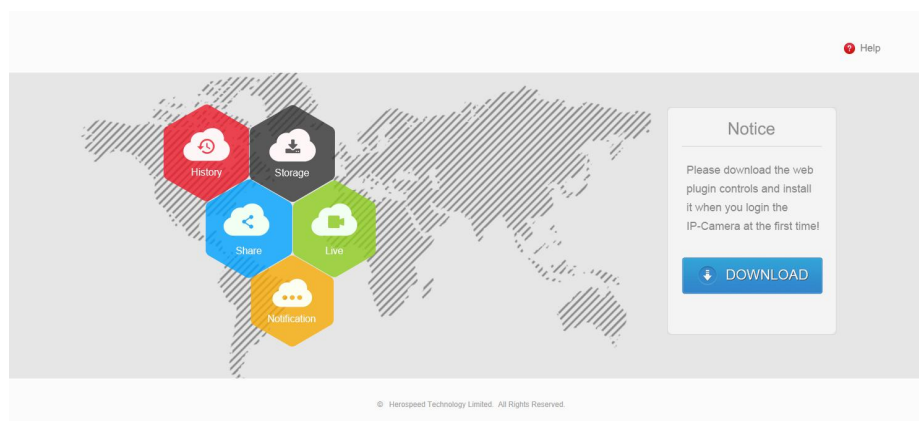 Help
History
Storage
Share
Live
Notification
Notice
Please download the web
plugin controls and install
it when you login the
IP-Camera at the first time!
DOWNLOAD
© Herospeed Technology Limited. All Rights Reserved.